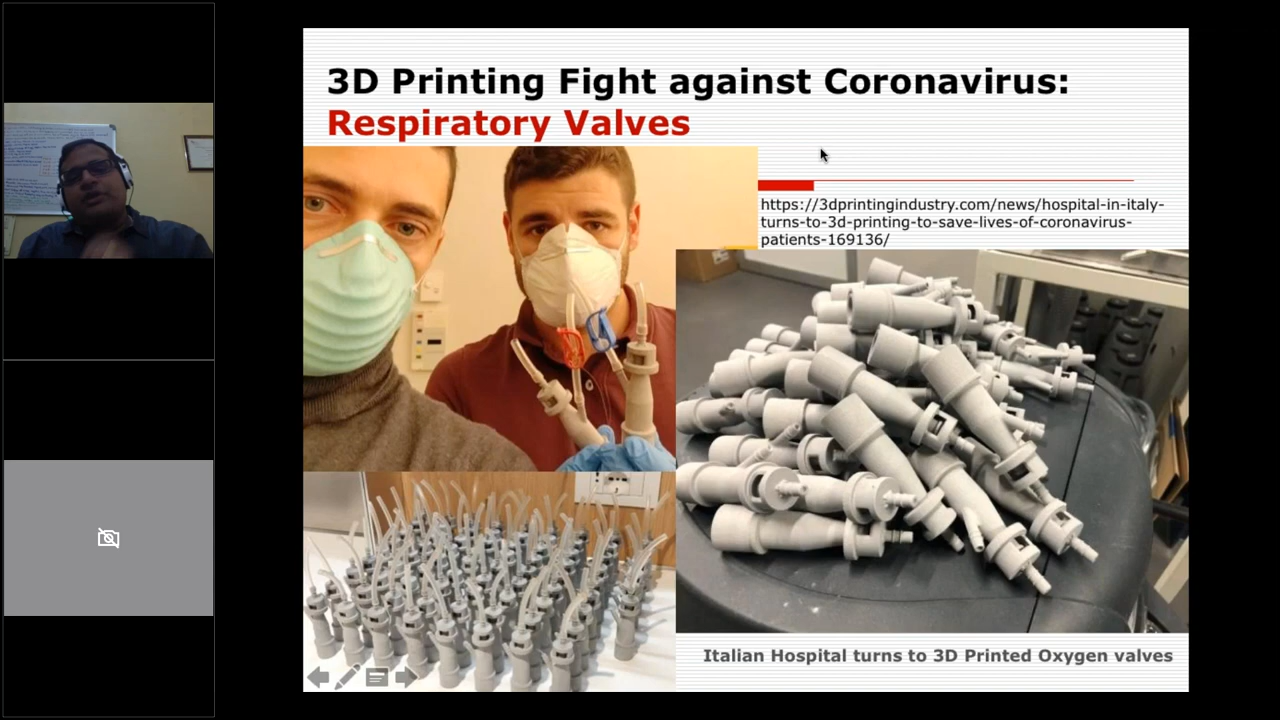 3D Printing Fight against Coronavirus:
Respiratory Valves
https://3dprintingindustry.com/news/hospital-in-italy-
turns-to-3d-printing-to-save-lives-of-coronavirus-
patients-169136/
Italian Hospital turns to 3D Printed Oxygen valves